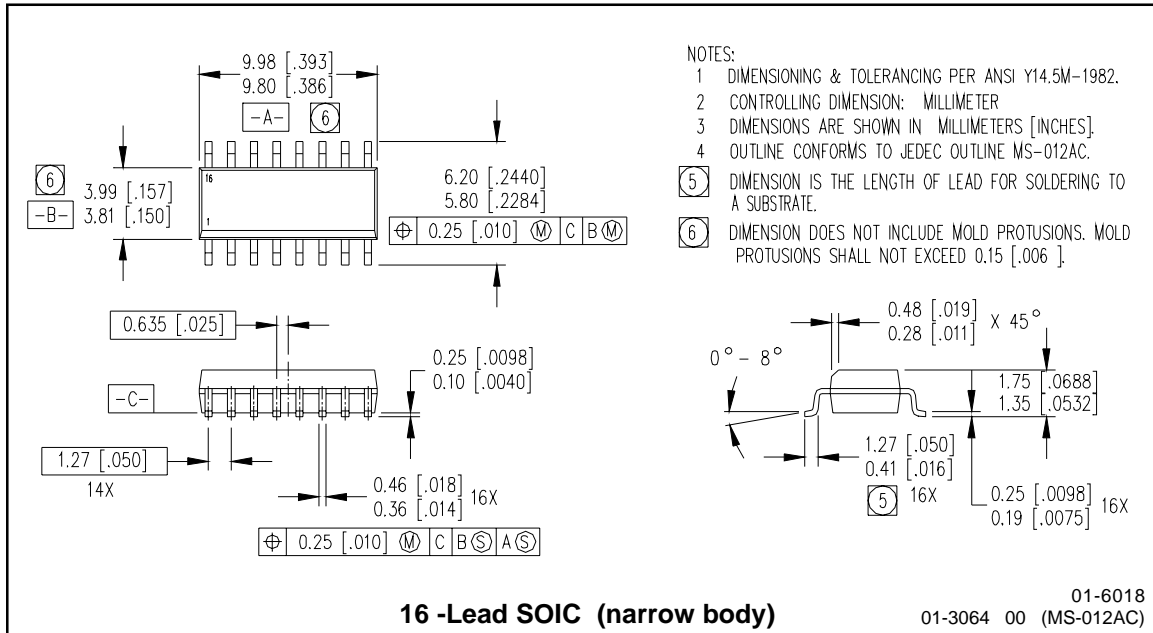 9.98 [.393]
9.80 [.386]
-A- 6
6
3.99 [.157]
3.81 [.150]
-B-
16
1
6.20 [.2440]
5.80 [.2284]
⌖ 0.25 [.010] Ⓜ C B Ⓜ
NOTES:
1 DIMENSIONING & TOLERANCING PER ANSI Y14.5M-1982.
2 CONTROLLING DIMENSION: MILLIMETER
3 DIMENSIONS ARE SHOWN IN MILLIMETERS [INCHES].
4 OUTLINE CONFORMS TO JEDEC OUTLINE MS-012AC.
5 DIMENSION IS THE LENGTH OF LEAD FOR SOLDERING TO
A SUBSTRATE.
6 DIMENSION DOES NOT INCLUDE MOLD PROTUSIONS. MOLD
PROTUSIONS SHALL NOT EXCEED 0.15 [.006 ].
0.635 [.025]
0.25 [.0098]
0.10 [.0040]
-C-
1.27 [.050]
14X
0.46 [.018]
0.36 [.014] 16X
⌖ 0.25 [.010] Ⓜ C B Ⓢ A Ⓢ
0.48 [.019]
0.28 [.011] X 45°
0° - 8°
1.75 [.0688]
1.35 [.0532]
1.27 [.050]
0.41 [.016]
5 16X
0.25 [.0098]
0.19 [.0075] 16X
16 -Lead SOIC (narrow body)
01-6018
01-3064 00 (MS-012AC)